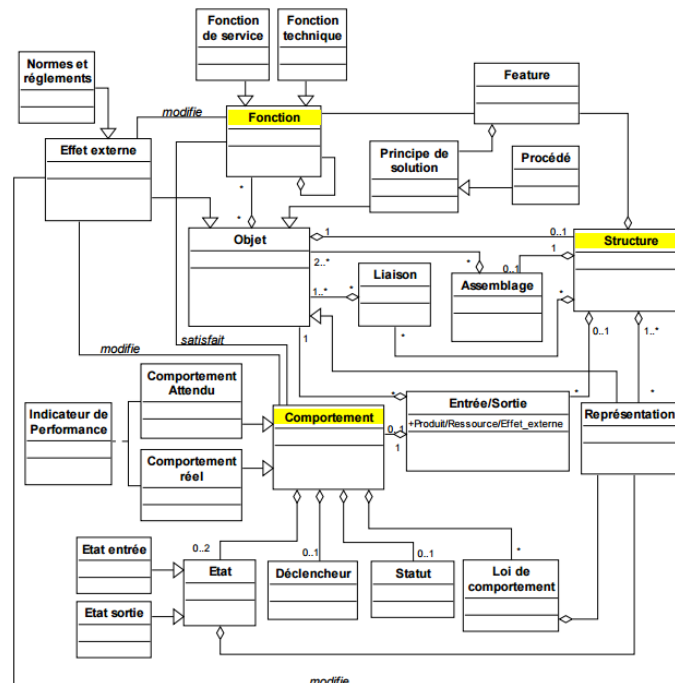 Fonction
de service
Fonction
technique
Normes et
réglements
Feature
modifie
Fonction
Effet externe
Principe de
solution
Procédé
*
*
Objet
1
0..1
Structure
2..*
*
1
Liaison
0..1
Assemblage
1..*
*
*
*
0..1
1..*
1
modifie
satisfait
Comportement
Attendu
Indicateur de
Performance
Comportement
*
Entrée/Sortie
*
*
Représentation
+Produit/Ressource/Effet_externe
0..1
1
Comportement
réel
0..2
0..1
0..1
*
Etat entrée
Etat
Déclencheur
Statut
Loi de
comportement
Etat sortie
modifie